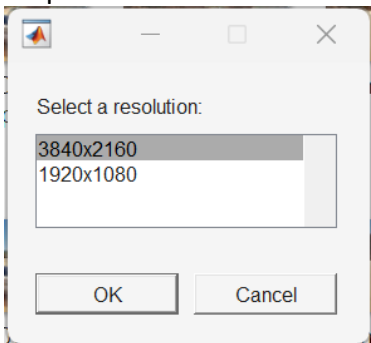 Select a resolution:
3840x2160
1920x1080
OK
Cancel